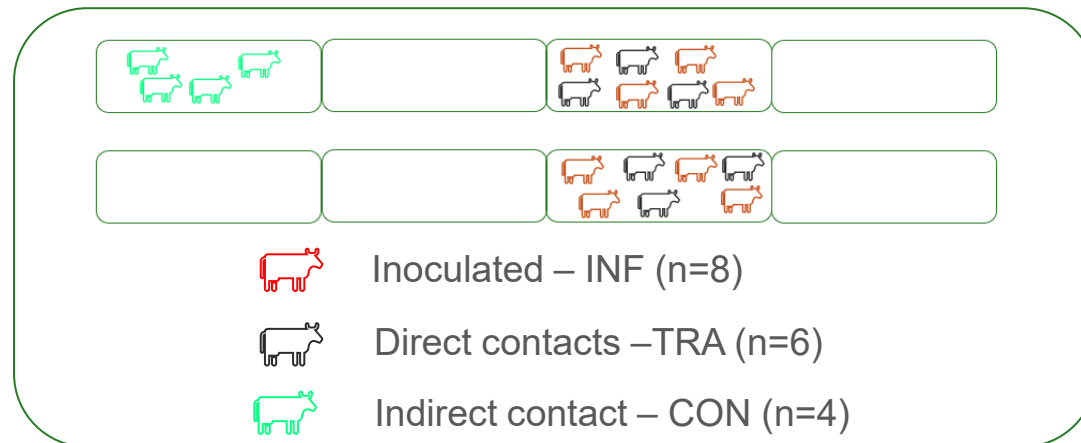 Inoculated – INF (n=8)
Direct contacts –TRA (n=6)
Indirect contact – CON (n=4)